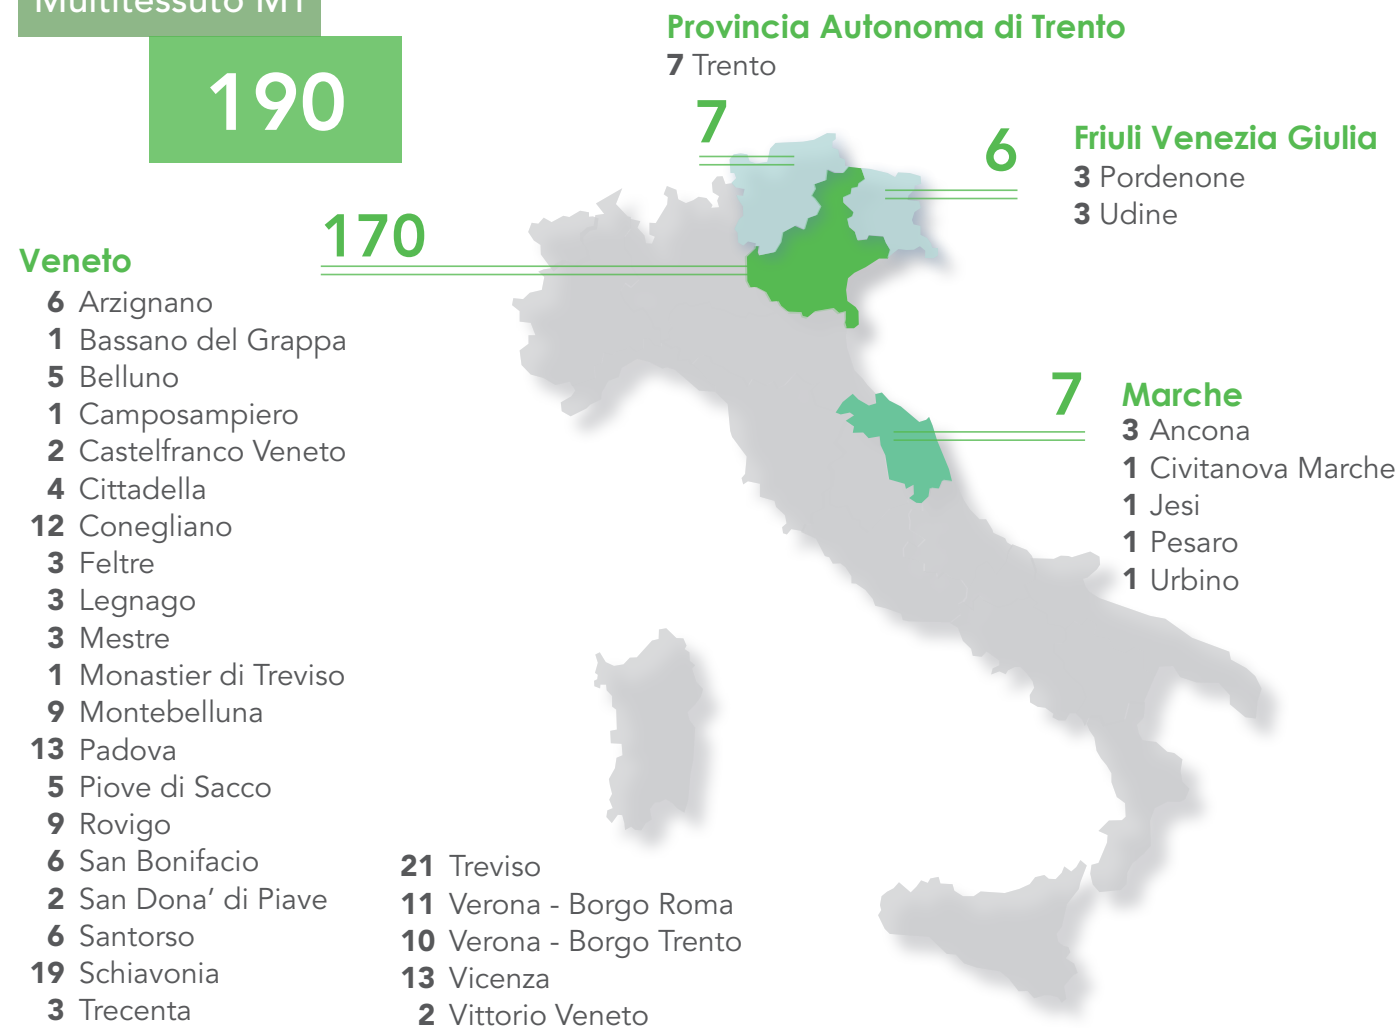 Multitessuto MT
190
Provincia Autonoma di Trento
7 Trento
7
6
Friuli Venezia Giulia
3 Pordenone
3 Udine
170
Veneto
6 Arzignano
1 Bassano del Grappa
5 Belluno
1 Camposampiero
2 Castelfranco Veneto
4 Cittadella
12 Conegliano
3 Feltre
3 Legnago
3 Mestre
1 Monastier di Treviso
9 Montebelluna
13 Padova
5 Piove di Sacco
9 Rovigo
6 San Bonifacio
2 San Dona’ di Piave
6 Santorso
19 Schiavonia
3 Trecenta
21 Treviso
11 Verona - Borgo Roma
10 Verona - Borgo Trento
13 Vicenza
2 Vittorio Veneto
7
Marche
3 Ancona
1 Civitanova Marche
1 Jesi
1 Pesaro
1 Urbino